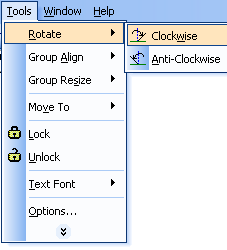 Tools Window Help
Rotate
Clockwise
Anti-Clockwise
Group Align
Group Resize
Move To
Lock
Unlock
Text Font
Options...